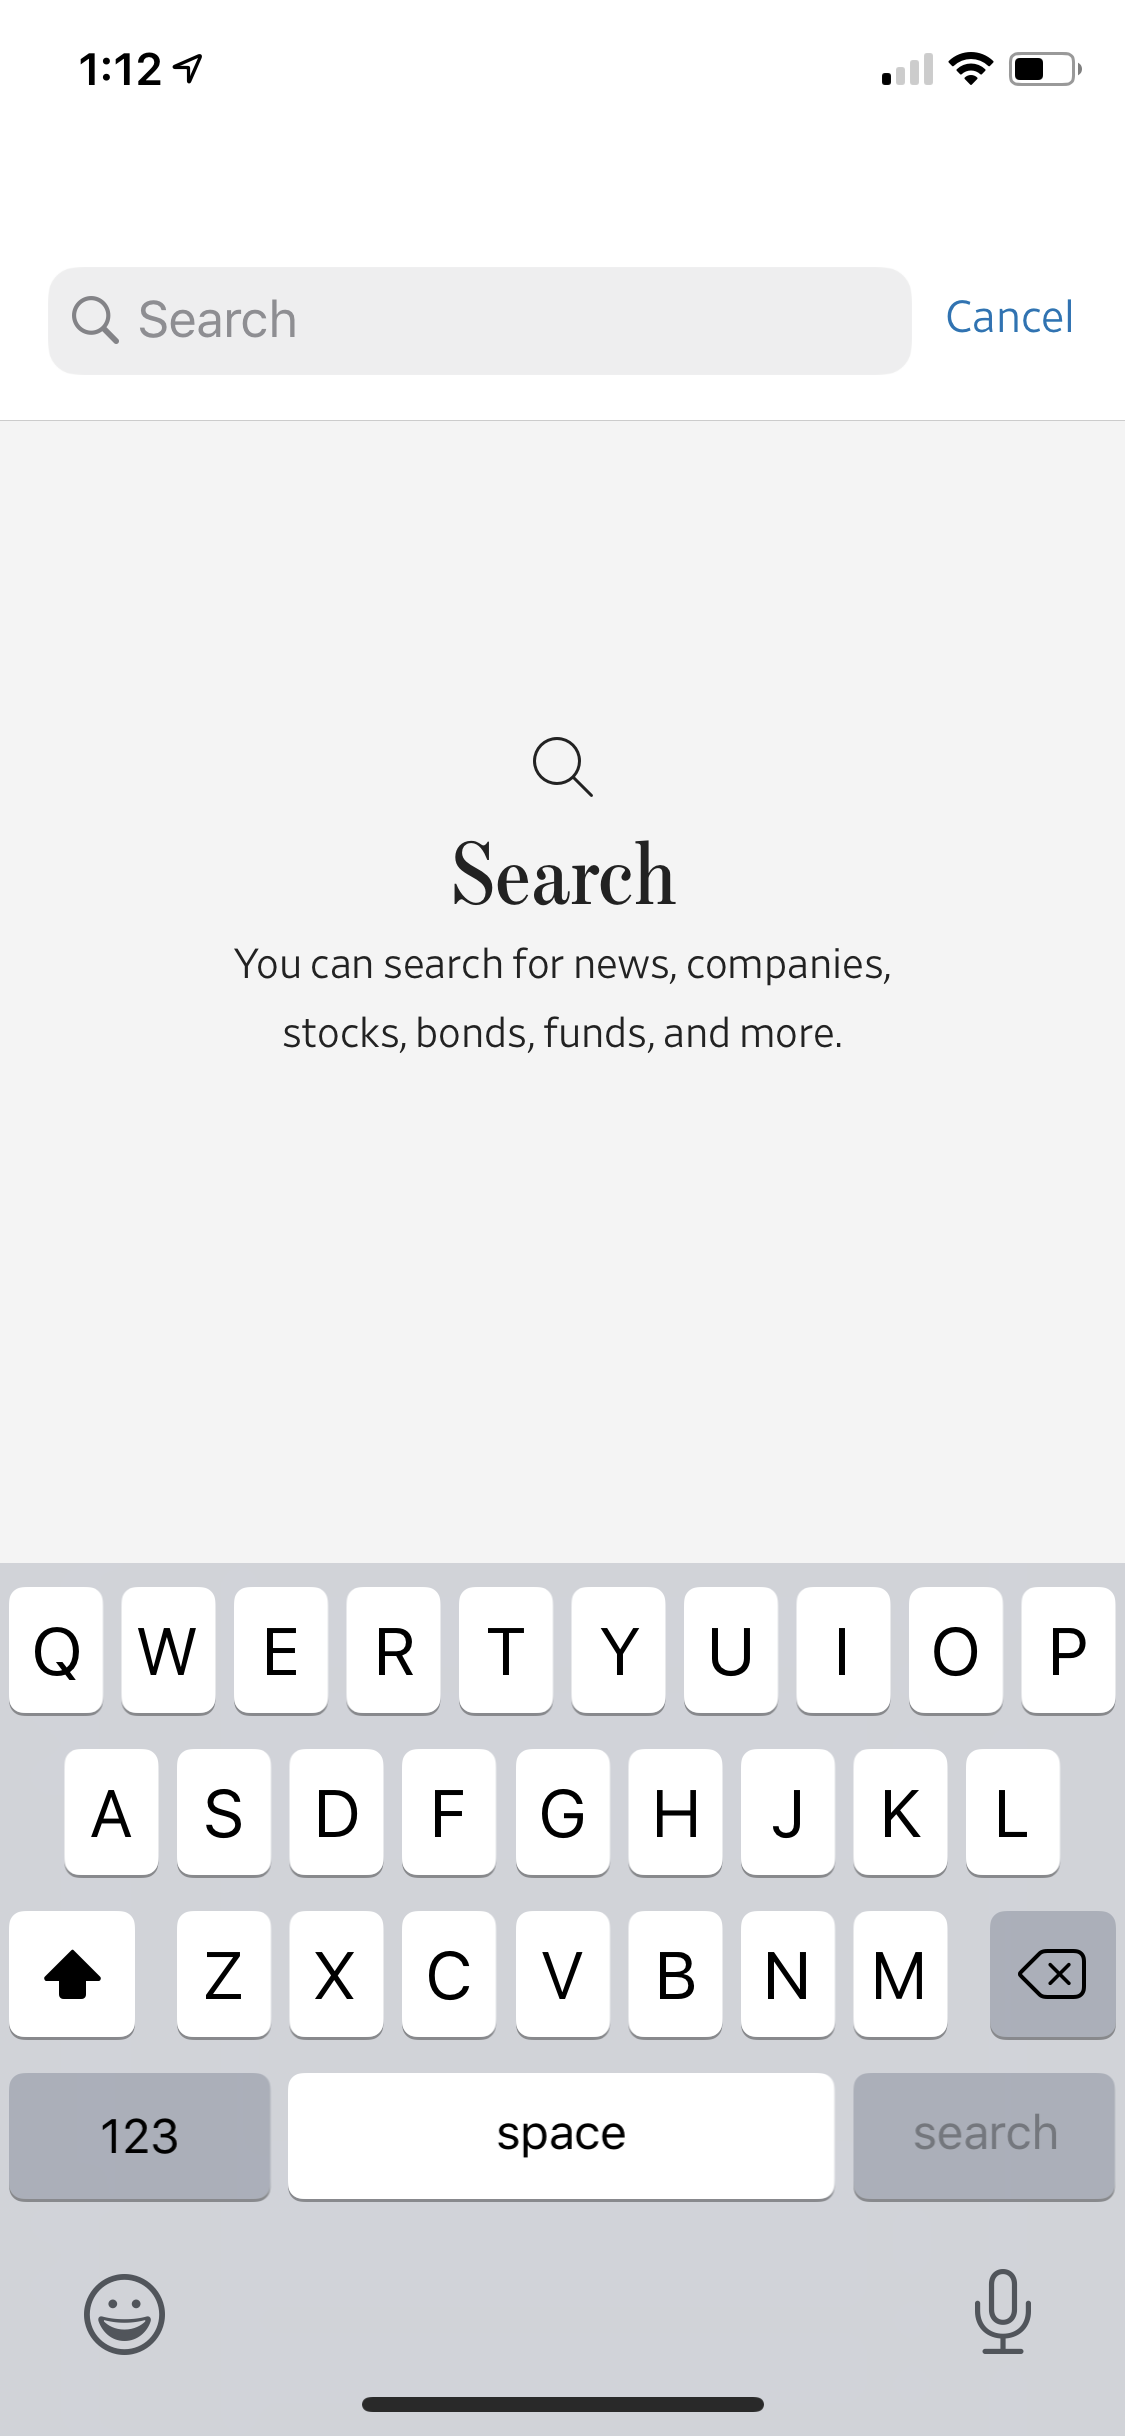 1:12
Search
Cancel
Search
You can search for news, companies,
stocks, bonds, funds, and more.
Q W E R T Y U I O P
A S D F G H J K L
Z X C V B N M
123 space search